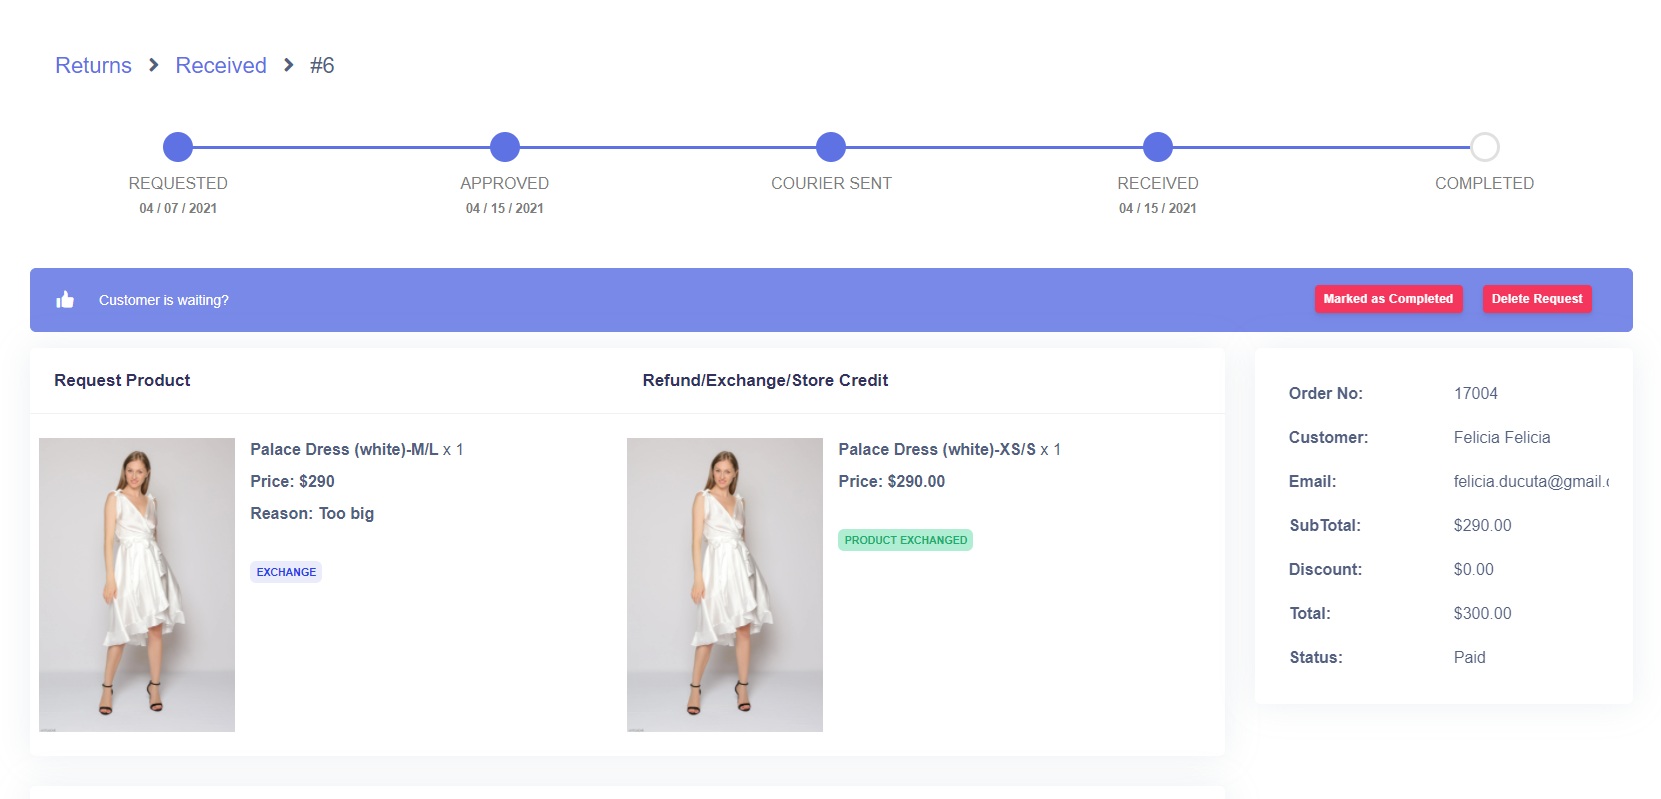 Returns > Received > #6
REQUESTED
04 / 07 / 2021
APPROVED
04 / 15 / 2021
COURIER SENT
RECEIVED
04 / 15 / 2021
COMPLETED
Customer is waiting?
Marked as Completed
Delete Request
Request Product
Refund/Exchange/Store Credit
Palace Dress (white)-M/L x 1
Price: $290
Reason: Too big
EXCHANGE
Palace Dress (white)-XS/S x 1
Price: $290.00
PRODUCT EXCHANGED
Order No: 17004
Customer: Felicia Felicia
Email: felicia.ducuta@gmail.
SubTotal: $290.00
Discount: $0.00
Total: $300.00
Status: Paid